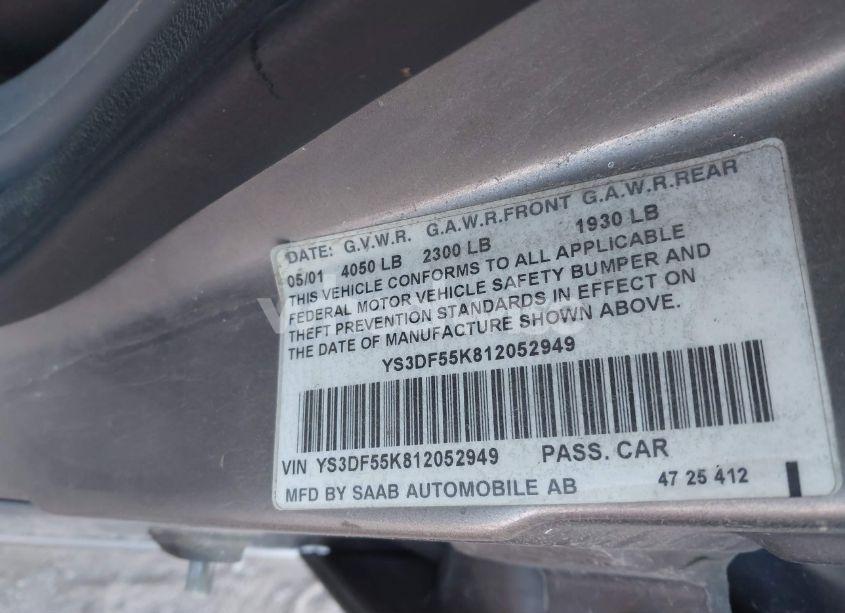 DATE: G.V.W.R. G.A.W.R.FRONT G.A.W.R.REAR
05/01 4050 LB 2300 LB 1930 LB
THIS VEHICLE CONFORMS TO ALL APPLICABLE
FEDERAL MOTOR VEHICLE SAFETY BUMPER AND
THEFT PREVENTION STANDARDS IN EFFECT ON
THE DATE OF MANUFACTURE SHOWN ABOVE.
YS3DF55K812052949
VIN YS3DF55K812052949 PASS. CAR
MFD BY SAAB AUTOMOBILE AB 47 25 412